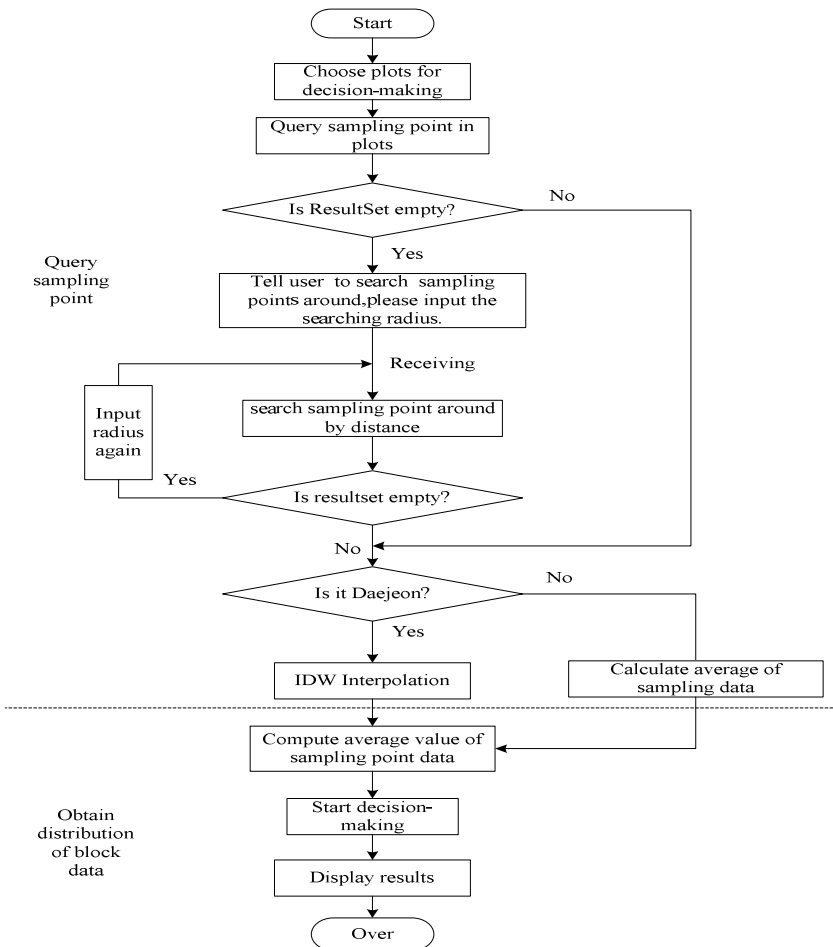 Start
Choose plots for
decision-making
Query sampling point in
plots
Is ResultSet empty?
No
Yes
Query
sampling
point
Tell user to search sampling
points around,please input the
searching radius.
Receiving
Input
radius
again
search sampling point around
by distance
Yes
Is resultset empty?
No
Is it Daejeon?
No
Yes
IDW Interpolation
Calculate average of
sampling data
Compute average value of
sampling point data
Obtain
distribution
of block
data
Start decision-
making
Display results
Over